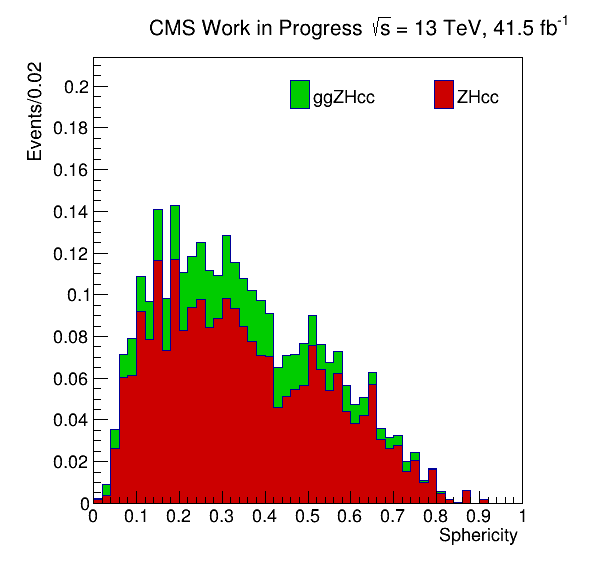 CMS Work in Progress √s = 13 TeV, 41.5 fb⁻¹
Events/0.02
ggZHcc ZHcc
0.2
0.18
0.16
0.14
0.12
0.1
0.08
0.06
0.04
0.02
0
0 0.1 0.2 0.3 0.4 0.5 0.6 0.7 0.8 0.9 1
Sphericity